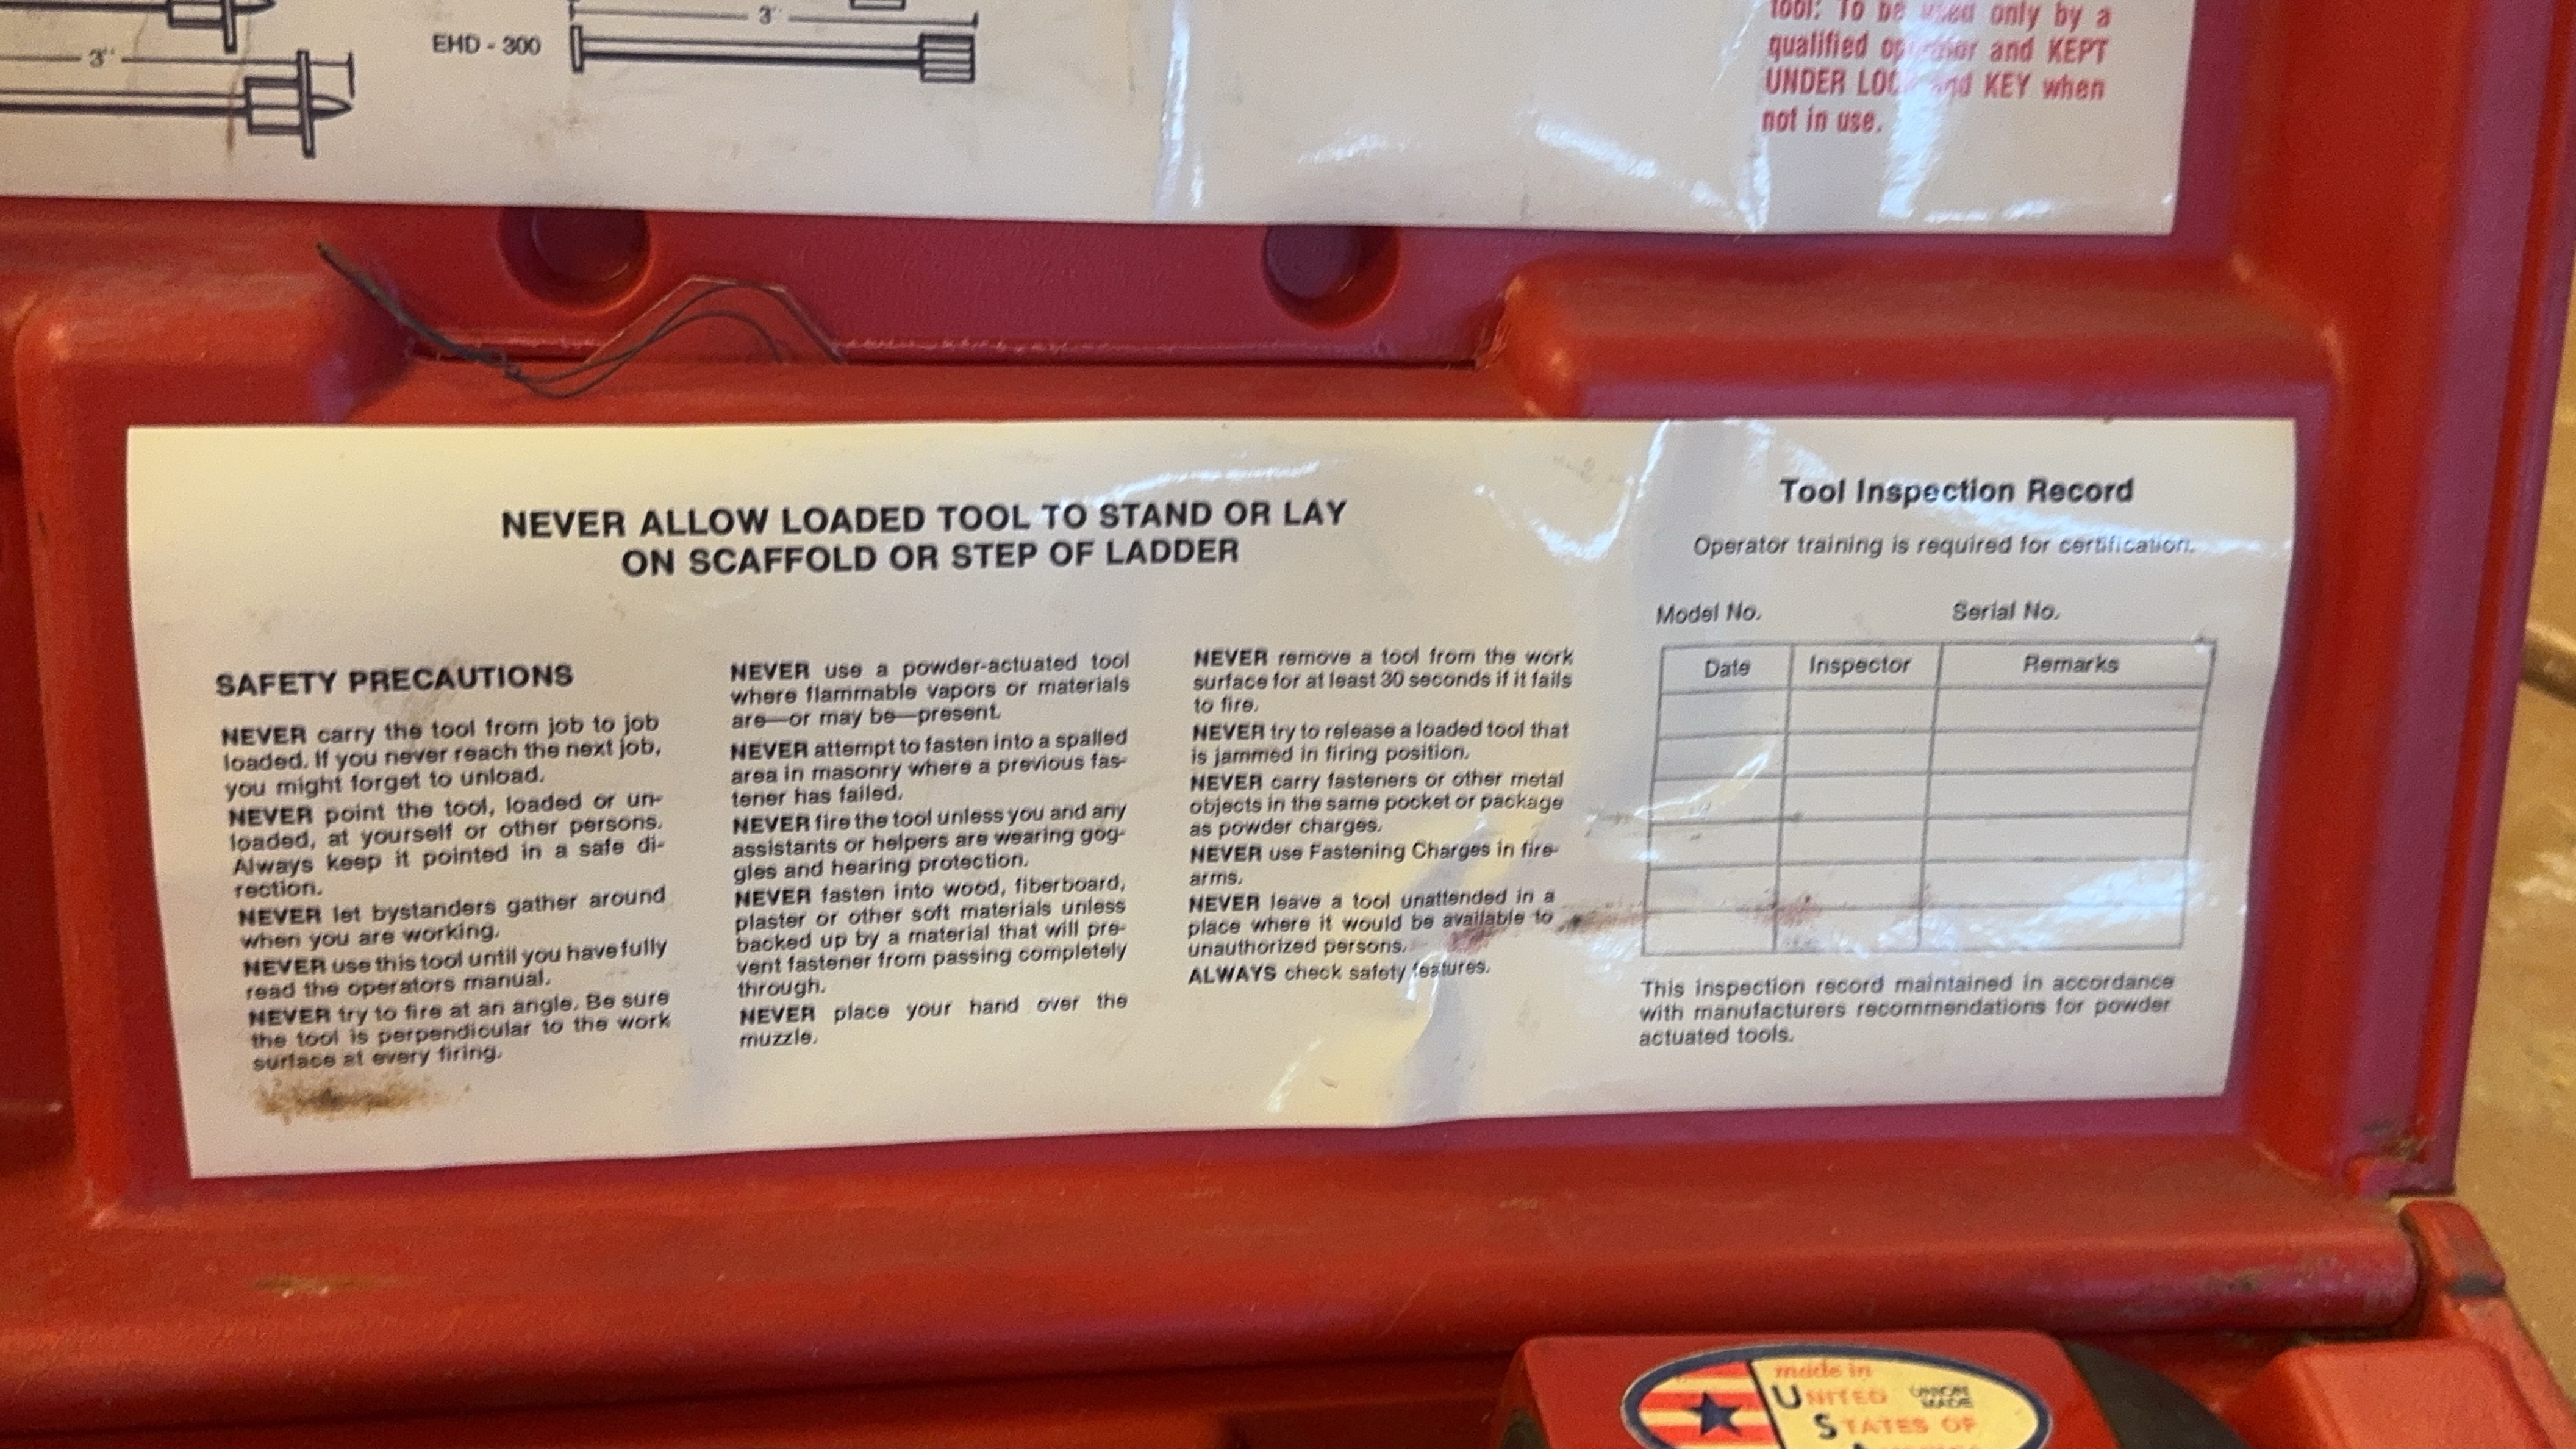 3"
3"
EHD - 300
tool: To be used only by a
qualified operator and KEPT
UNDER LOCK and KEY when
not in use.
NEVER ALLOW LOADED TOOL TO STAND OR LAY
ON SCAFFOLD OR STEP OF LADDER
SAFETY PRECAUTIONS
NEVER carry the tool from job to job
loaded. If you never reach the next job,
you might forget to unload.
NEVER point the tool, loaded or un-
loaded, at yourself or other persons.
Always keep it pointed in a safe di-
rection.
NEVER let bystanders gather around
when you are working.
NEVER use this tool until you have fully
read the operators manual.
NEVER try to fire at an angle. Be sure
the tool is perpendicular to the work
surface at every firing.
NEVER use a powder-actuated tool
where flammable vapors or materials
are—or may be—present.
NEVER attempt to fasten into a spalled
area in masonry where a previous fas-
tener has failed.
NEVER fire the tool unless you and any
assistants or helpers are wearing gog-
gles and hearing protection.
NEVER fasten into wood, fiberboard,
plaster or other soft materials unless
backed up by a material that will pre-
vent fastener from passing completely
through.
NEVER place your hand over the
muzzle.
NEVER remove a tool from the work
surface for at least 30 seconds if it fails
to fire.
NEVER try to release a loaded tool that
is jammed in firing position.
NEVER carry fasteners or other metal
objects in the same pocket or package
as powder charges.
NEVER use Fastening Charges in fire-
arms.
NEVER leave a tool unattended in a
place where it would be available to
unauthorized persons.
ALWAYS check safety features.
Tool Inspection Record
Operator training is required for certification.
Model No. Serial No.
Date Inspector Remarks
This inspection record maintained in accordance
with manufacturers recommendations for powder
actuated tools.
made in
UNITED UNION
MADE
STATES OF